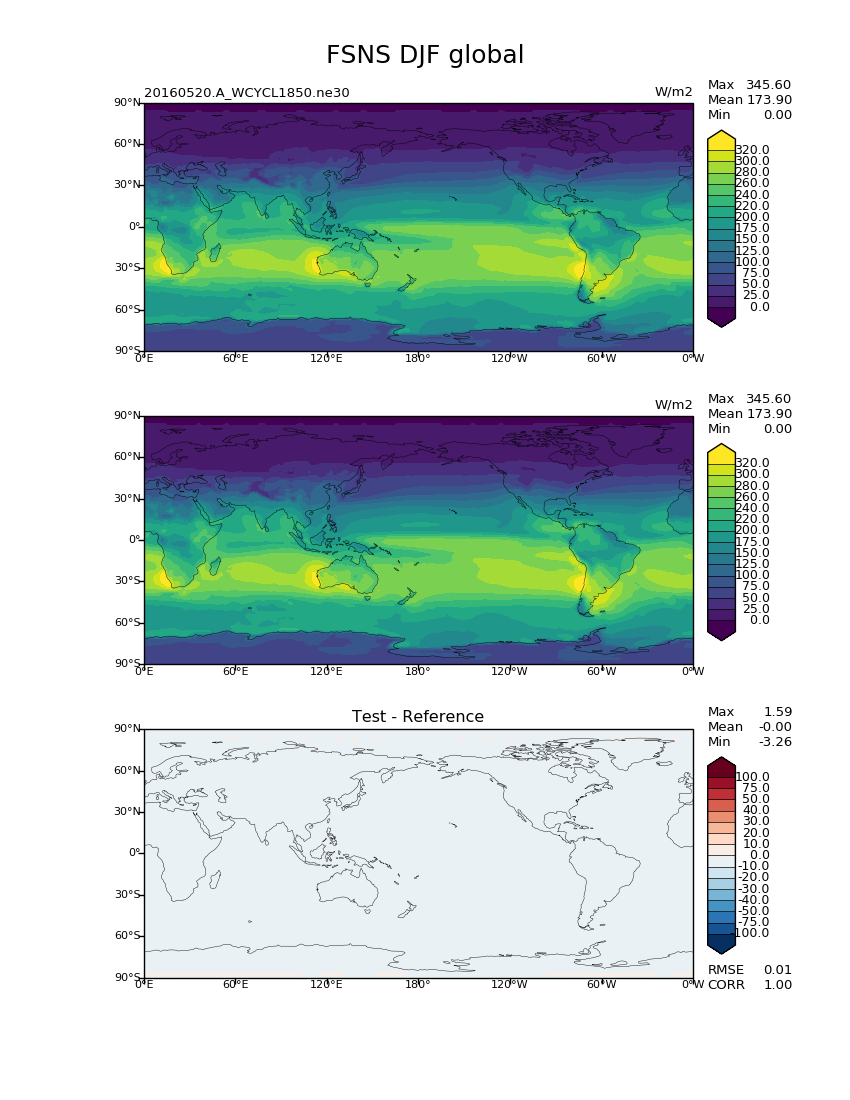 FSNS DJF global
20160520.A_WCYCL1850.ne30
W/m2
Max 345.60
Mean 173.90
Min 0.00
90°N
60°N
30°N
0°
30°S
60°S
90°S
0°E 60°E 120°E 180° 120°W 60°W 0°W
320.0
300.0
280.0
260.0
240.0
220.0
200.0
175.0
150.0
125.0
100.0
75.0
50.0
25.0
0.0
W/m2
Max 345.60
Mean 173.90
Min 0.00
90°N
60°N
30°N
0°
30°S
60°S
90°S
0°E 60°E 120°E 180° 120°W 60°W 0°W
320.0
300.0
280.0
260.0
240.0
220.0
200.0
175.0
150.0
125.0
100.0
75.0
50.0
25.0
0.0
Test - Reference
Max 1.59
Mean -0.00
Min -3.26
90°N
60°N
30°N
0°
30°S
60°S
90°S
0°E 60°E 120°E 180° 120°W 60°W 0°W
100.0
75.0
50.0
40.0
30.0
20.0
10.0
0.0
-10.0
-20.0
-30.0
-40.0
-50.0
-75.0
-100.0
RMSE 0.01
CORR 1.00